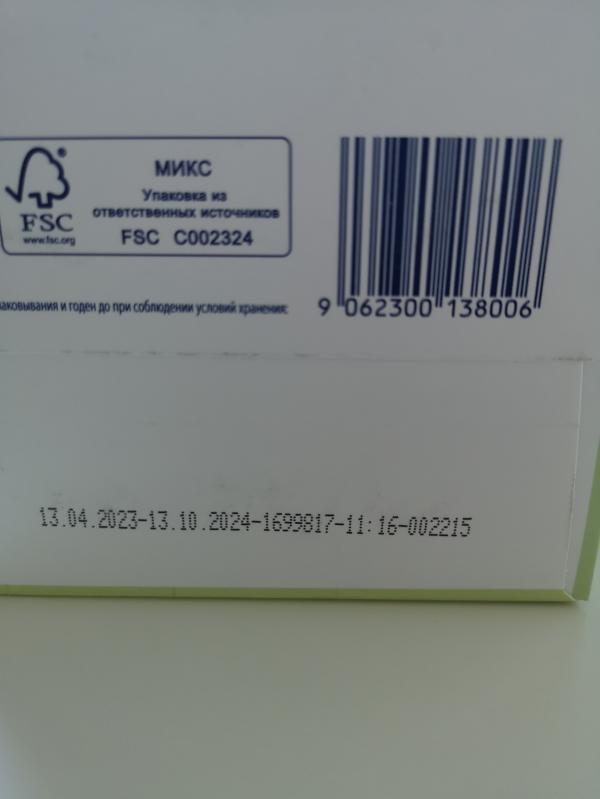 МИКС
Упаковка из
ответственных источников
FSC C002324
FSC
www.fsc.org
и годен до при соблюдении условий хранения:
9 062300 138006
13.04.2023-13.10.2024-1699817-11:16-002215